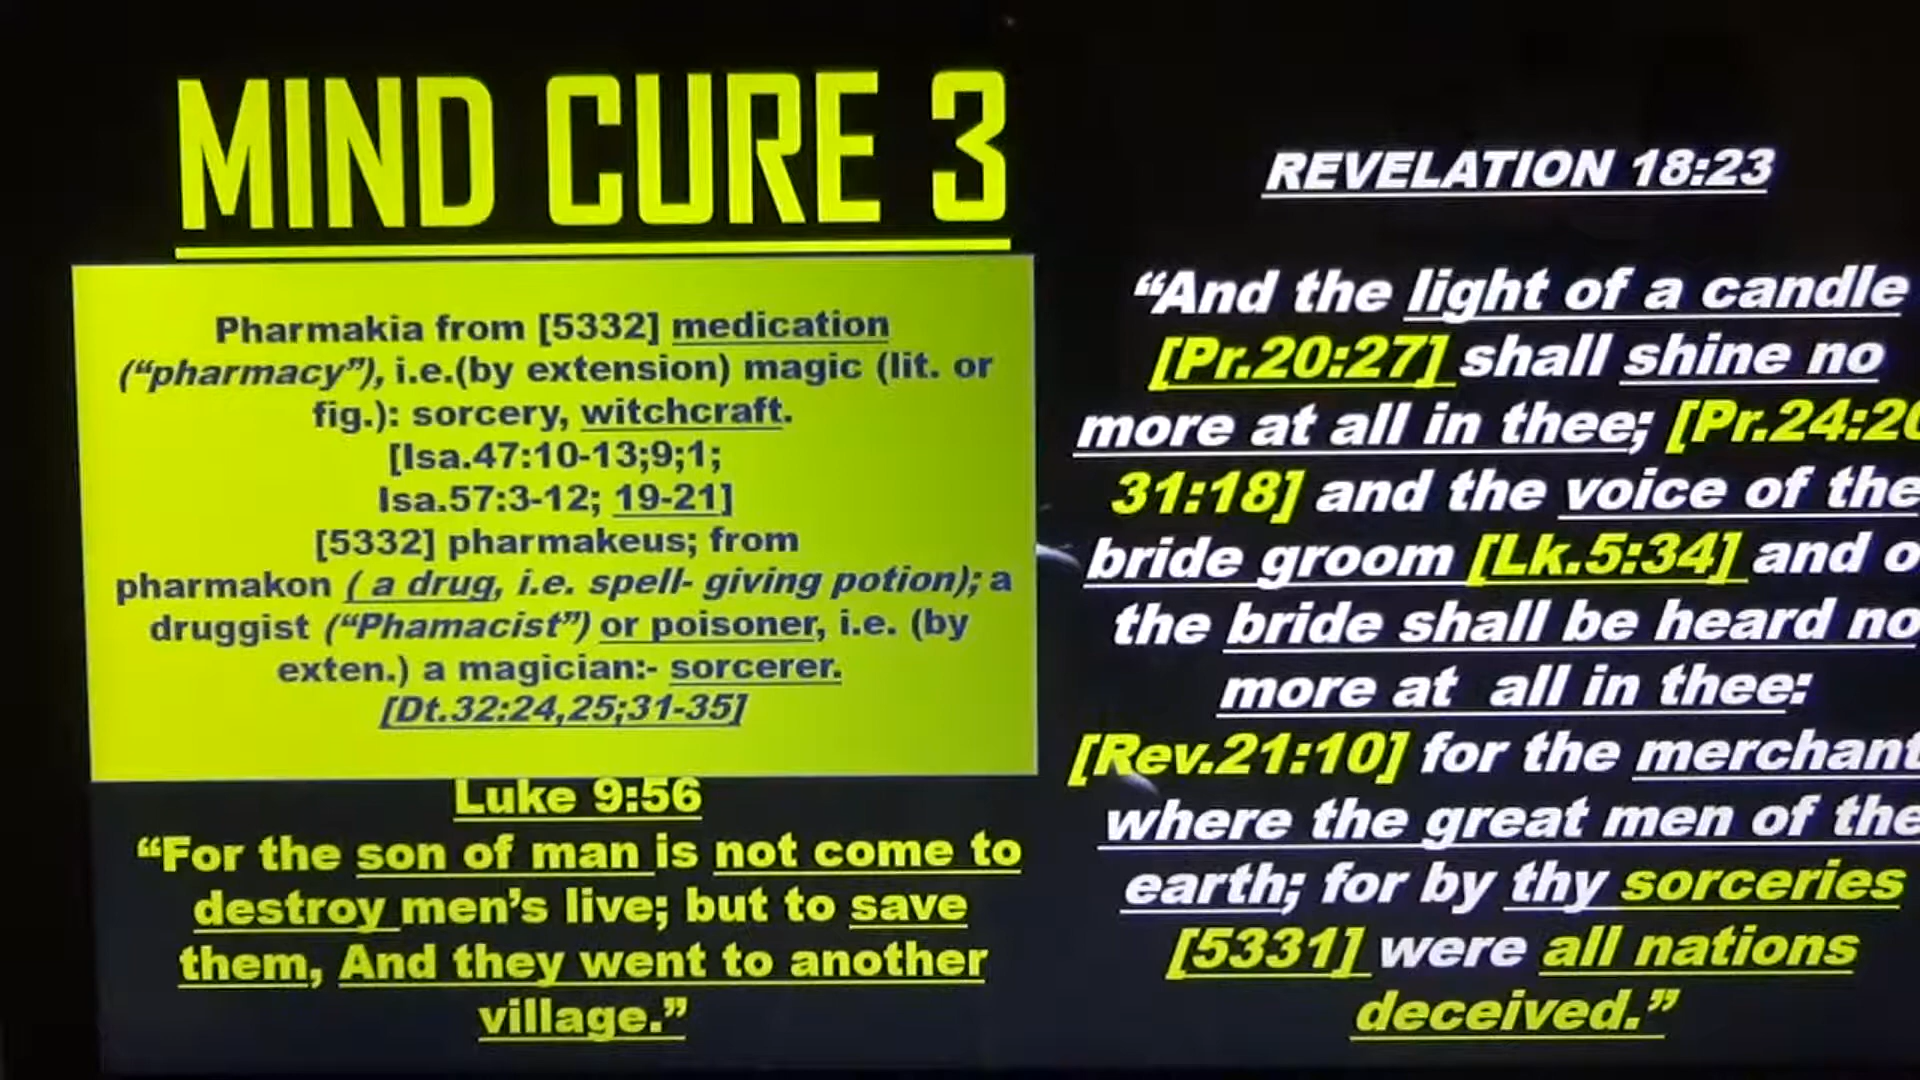 MIND CURE 3
Pharmakia from [5332] medication
("pharmacy"), i.e.(by extension) magic (lit. or
fig.): sorcery, witchcraft.
[Isa.47:10-13;9;1;
Isa.57:3-12; 19-21]
[5332] pharmakeus; from
pharmakon ( a drug, i.e. spell- giving potion); a
druggist ("Phamacist") or poisoner, i.e. (by
exten.) a magician:- sorcerer.
[Dt.32:24,25;31-35]
Luke 9:56
“For the son of man is not come to
destroy men’s live; but to save
them, And they went to another
village.”
REVELATION 18:23
“And the light of a candle
[Pr.20:27] shall shine no
more at all in thee; [Pr.24:20
31:18] and the voice of the
bride groom [Lk.5:34] and o
the bride shall be heard no
more at all in thee:
[Rev.21:10] for the merchant
where the great men of the
earth; for by thy sorceries
[5331] were all nations
deceived.”